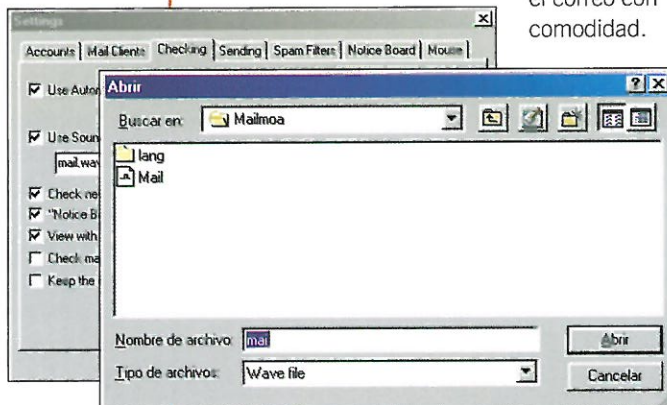 el correo con
comodidad.
Settings
Accounts Mail Clients Checking Sending Spam Filters Notice Board Mouse
Use Autom
Use Soun
mail.wav
Check ne
"Notice B
View with
Check ma
Keep the
Abrir
Buscar en: Mailmoa
lang
Mail
Nombre de archivo: mail
Abrir
Tipo de archivos: Wave file
Cancelar